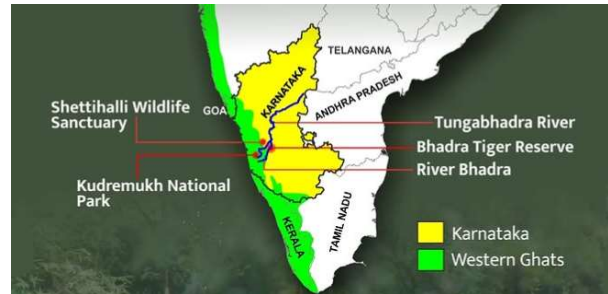 TELANGANA
KARNATAKA
Shettihalli Wildlife
Sanctuary
GOA
ANDHRA PRADESH
Tungabhadra River
Bhadra Tiger Reserve
River Bhadra
Kudremukh National
Park
KERALA
TAMIL NADU
Karnataka
Western Ghats